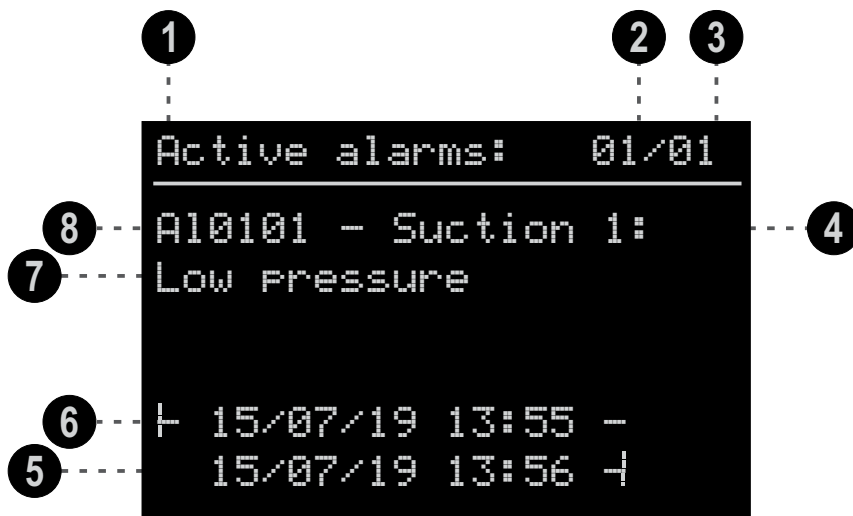 1 2 3
Active alarms: 01/01
8 Al0101 - Suction 1: 4
7 Low pressure
6 ⊢ 15/07/19 13:55 -
5 15/07/19 13:56 ⊣